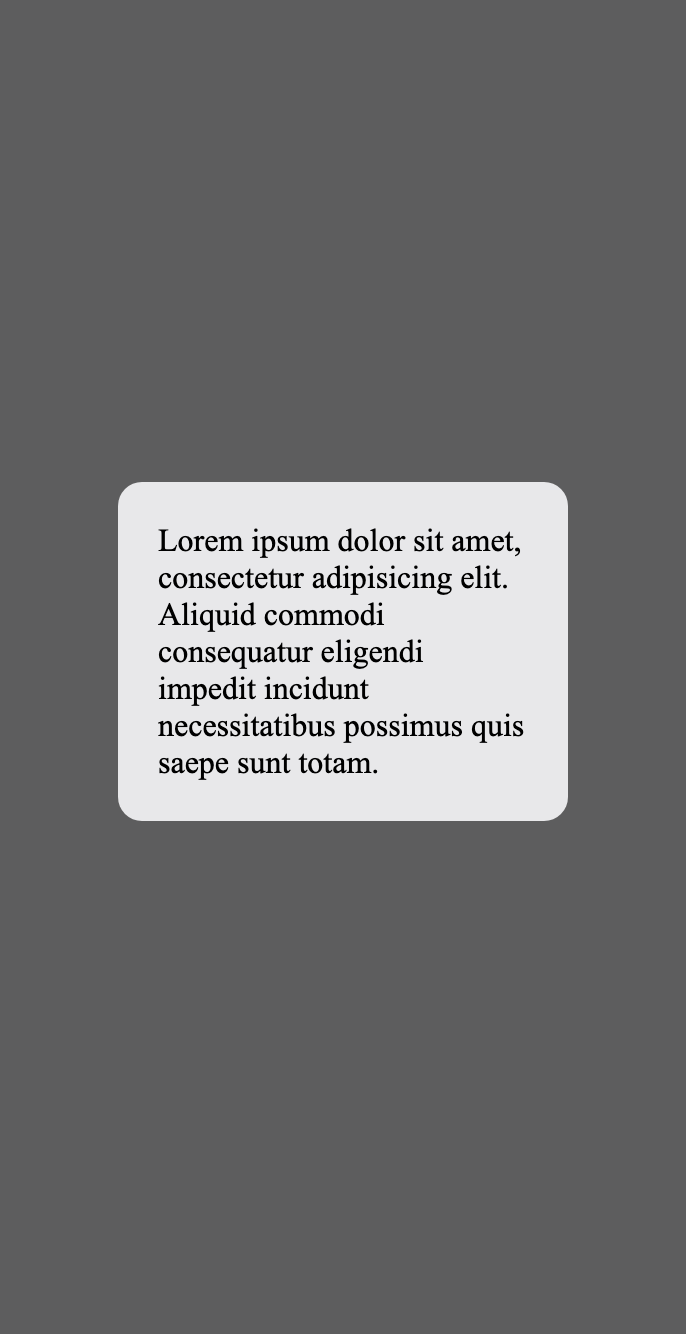 Lorem ipsum dolor sit amet,
consectetur adipisicing elit.
Aliquid commodi
consequatur eligendi
impedit incidunt
necessitatibus possimus quis
saepe sunt totam.